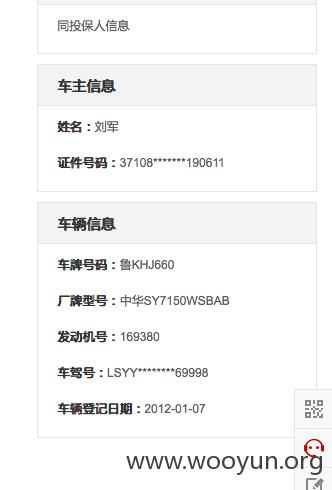 同投保人信息
车主信息
姓名：刘军
证件号码：37108*******190611
车辆信息
车牌号码：鲁KHJ660
厂牌型号：中华SY7150WSBAB
发动机号：169380
车驾号：LSYY********69998
车辆登记日期：2012-01-07
www.wooyun.org